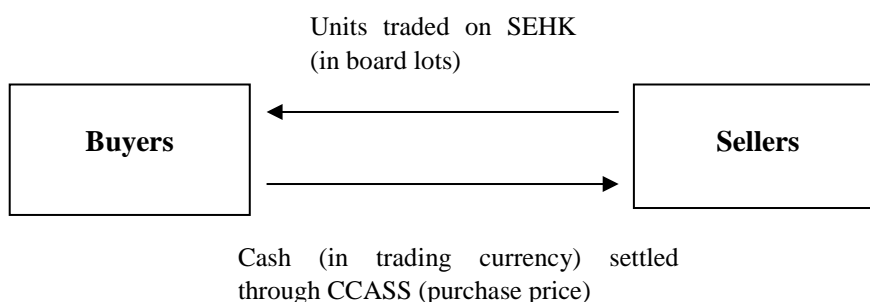 Units traded on SEHK
(in board lots)
Buyers
Sellers
Cash (in trading currency) settled
through CCASS (purchase price)